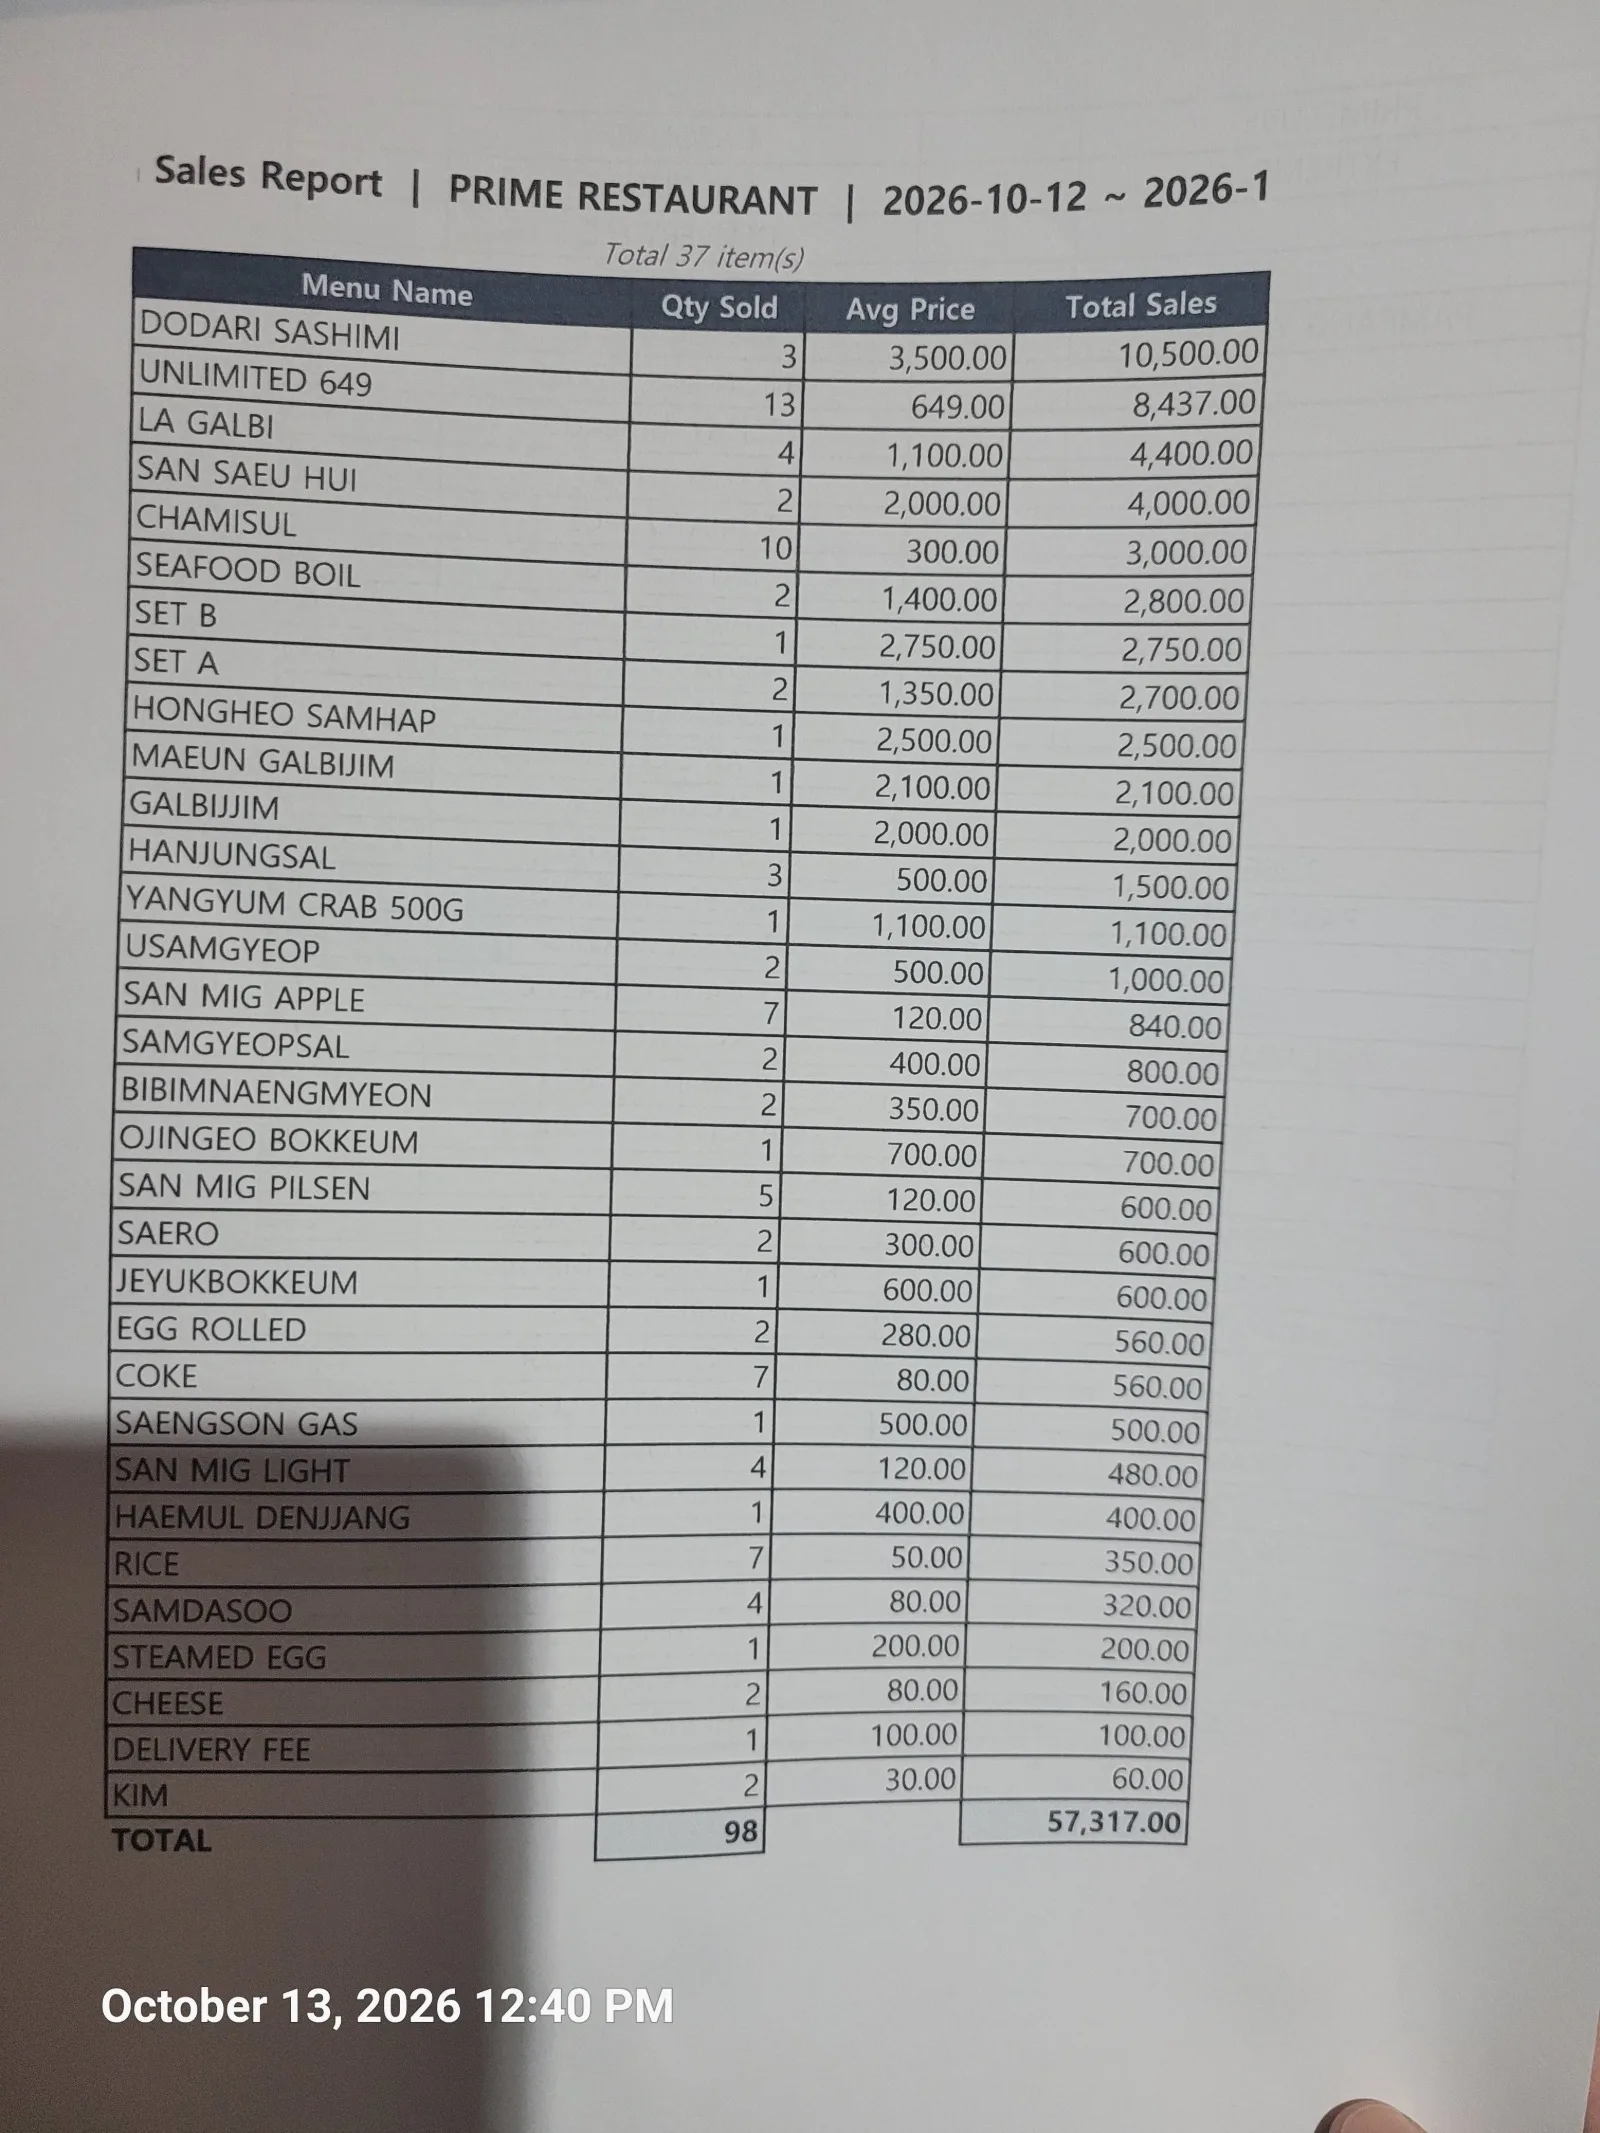 Sales Report | PRIME RESTAURANT | 2026-10-12 ~ 2026-1
Total 37 item(s)
Menu Name Qty Sold Avg Price Total Sales
DODARI SASHIMI 3 3,500.00 10,500.00
UNLIMITED 649 13 649.00 8,437.00
LA GALBI 4 1,100.00 4,400.00
SAN SAEU HUI 2 2,000.00 4,000.00
CHAMISUL 10 300.00 3,000.00
SEAFOOD BOIL 2 1,400.00 2,800.00
SET B 1 2,750.00 2,750.00
SET A 2 1,350.00 2,700.00
HONGHEO SAMHAP 1 2,500.00 2,500.00
MAEUN GALBIJIM 1 2,100.00 2,100.00
GALBIJJIM 1 2,000.00 2,000.00
HANJUNGSAL 3 500.00 1,500.00
YANGYUM CRAB 500G 1 1,100.00 1,100.00
USAMGYEOP 2 500.00 1,000.00
SAN MIG APPLE 7 120.00 840.00
SAMGYEOPSAL 2 400.00 800.00
BIBIMNAENGMYEON 2 350.00 700.00
OJINGEO BOKKEUM 1 700.00 700.00
SAN MIG PILSEN 5 120.00 600.00
SAERO 2 300.00 600.00
JEYUKBOKKEUM 1 600.00 600.00
EGG ROLLED 2 280.00 560.00
COKE 7 80.00 560.00
SAENGSON GAS 1 500.00 500.00
SAN MIG LIGHT 4 120.00 480.00
HAEMUL DENJJANG 1 400.00 400.00
RICE 7 50.00 350.00
SAMDASOO 4 80.00 320.00
STEAMED EGG 1 200.00 200.00
CHEESE 2 80.00 160.00
DELIVERY FEE 1 100.00 100.00
KIM 2 30.00 60.00
TOTAL 98 57,317.00
October 13, 2026 12:40 PM